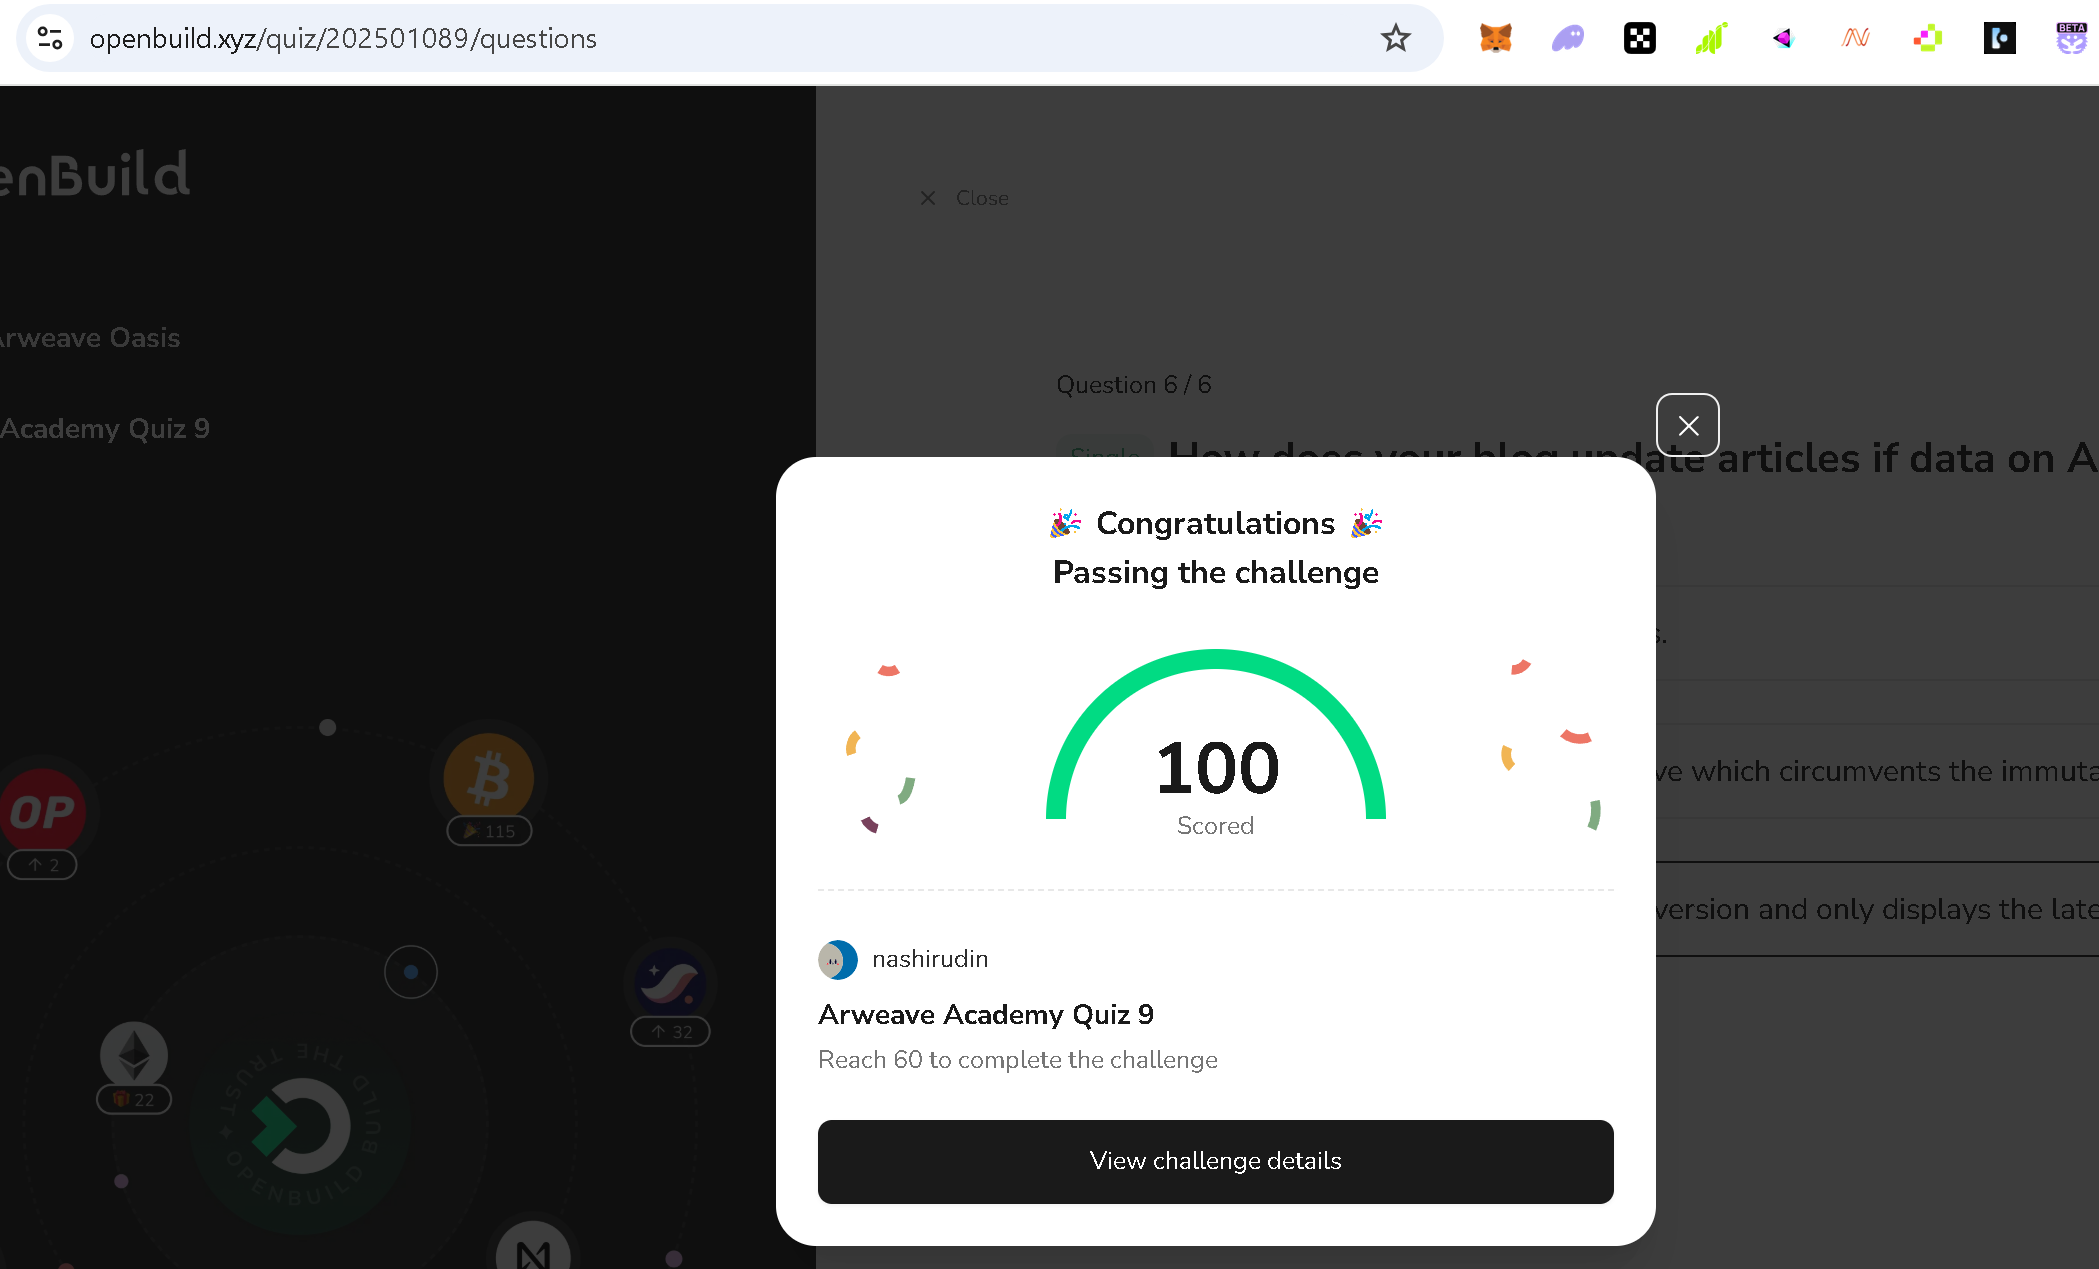 openbuild.xyz/quiz/202501089/questions
BETA
enBuild
Close
Arweave Oasis
Academy Quiz 9
Question 6 / 6
Single How does your blog update articles if data on A
🎉 Congratulations 🎉
Passing the challenge
s.
ve which circumvents the immuta
version and only displays the late
100
Scored
OP
↑ 2
🎉 115
↑ 32
🎁 22
BUILD THE TRUST
OPENBUILD
nashirudin
Arweave Academy Quiz 9
Reach 60 to complete the challenge
View challenge details